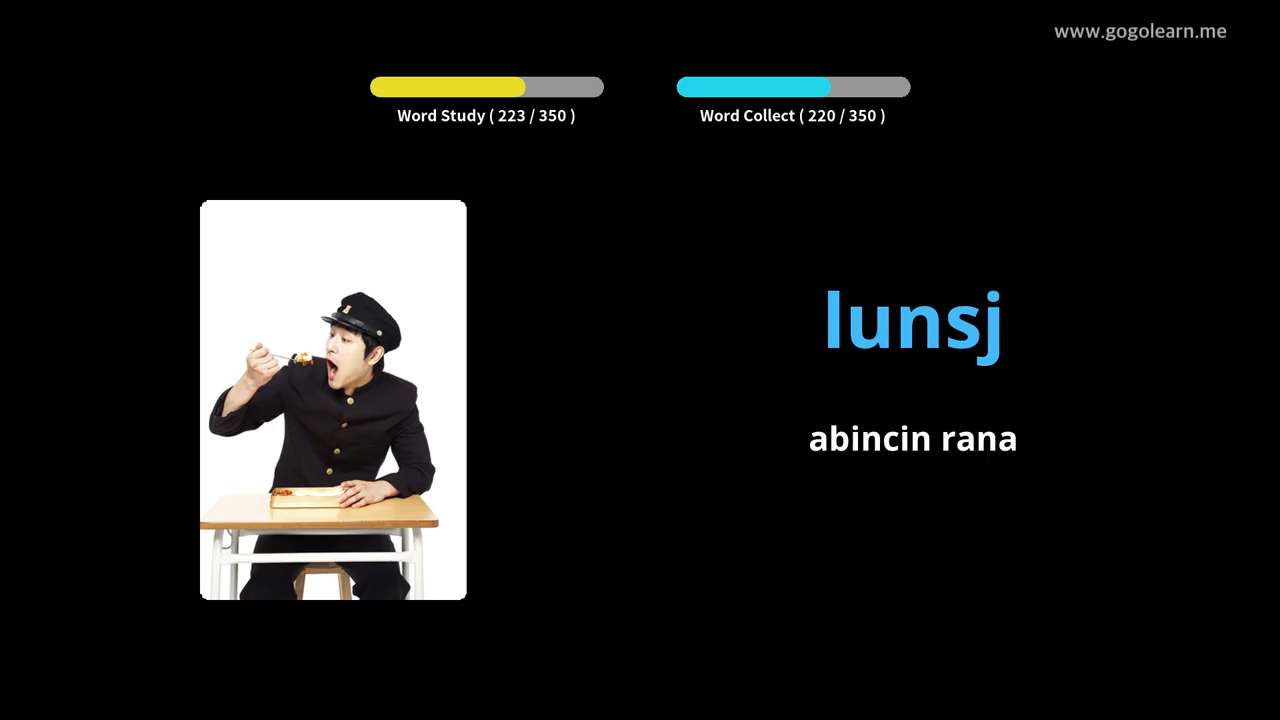 www.gogolearn.me
Word Study ( 223 / 350 )
Word Collect ( 220 / 350 )
lunsj
abincin rana